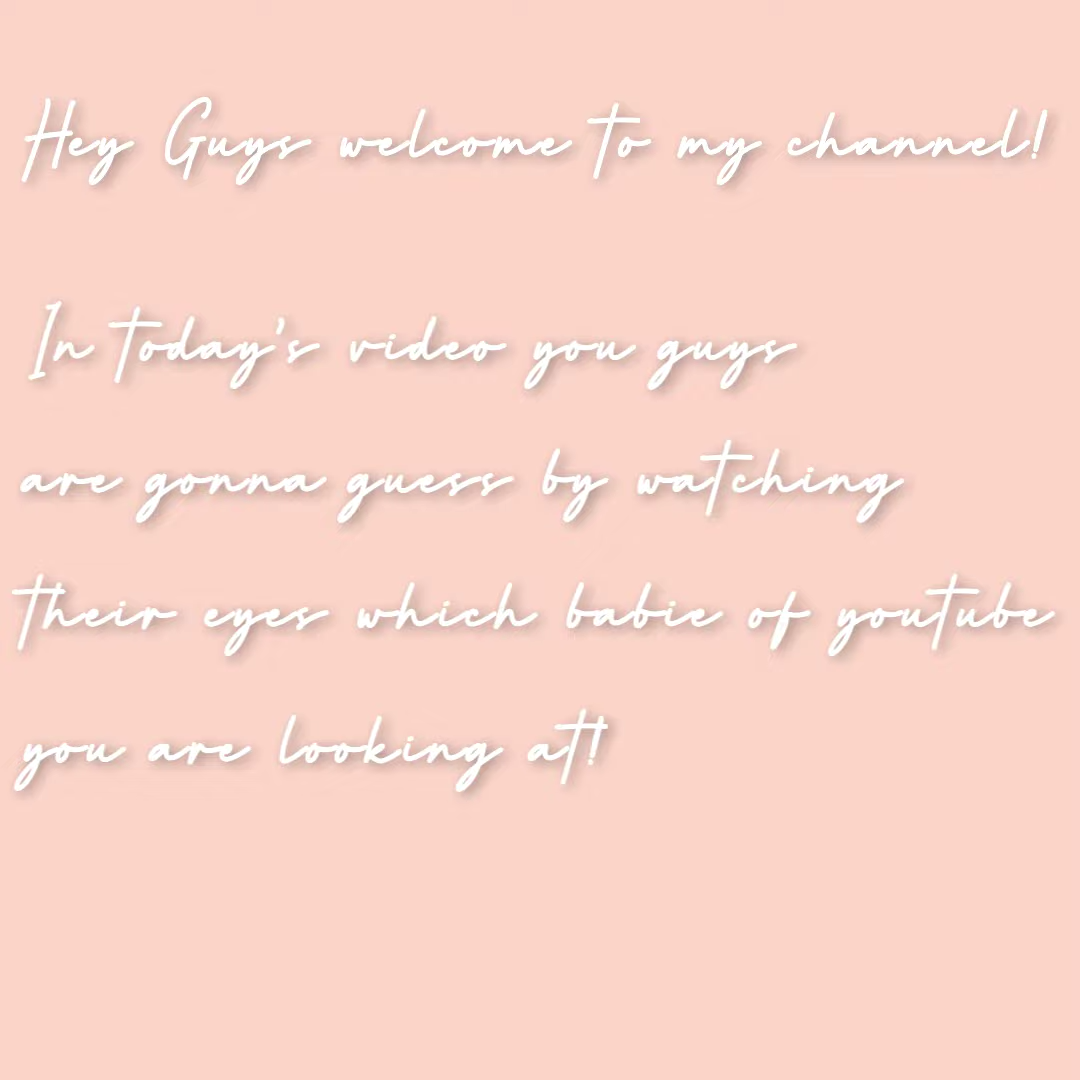 Hey Guys welcome to my channel!
In today's video you guys
are gonna guess by watching
their eyes which babie of youtube
you are looking at!